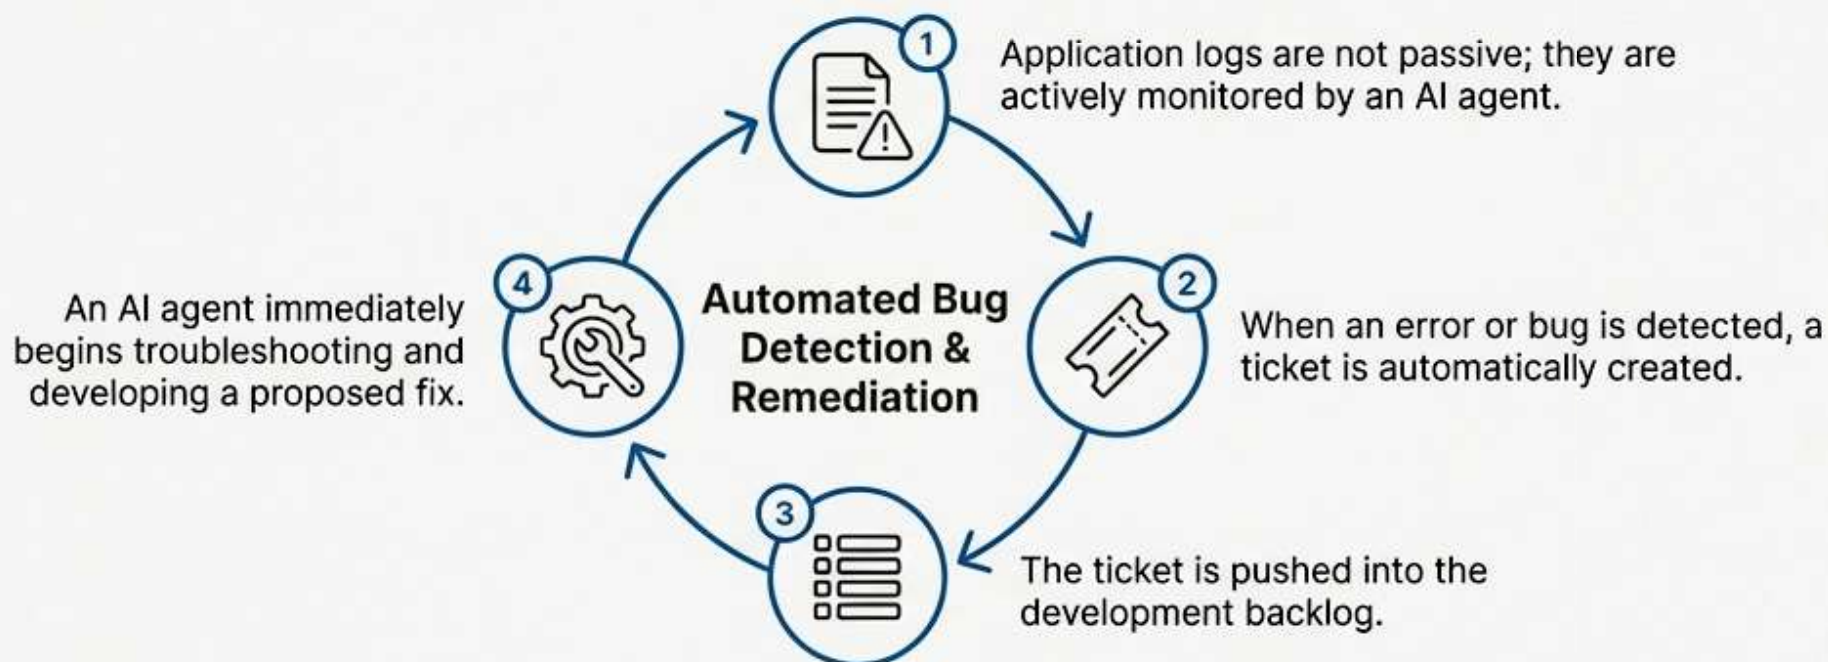 1
Application logs are not passive; they are
actively monitored by an AI agent.
2
When an error or bug is detected, a
ticket is automatically created.
3
The ticket is pushed into the
development backlog.
4
An AI agent immediately
begins troubleshooting and
developing a proposed fix.
Automated Bug
Detection &
Remediation